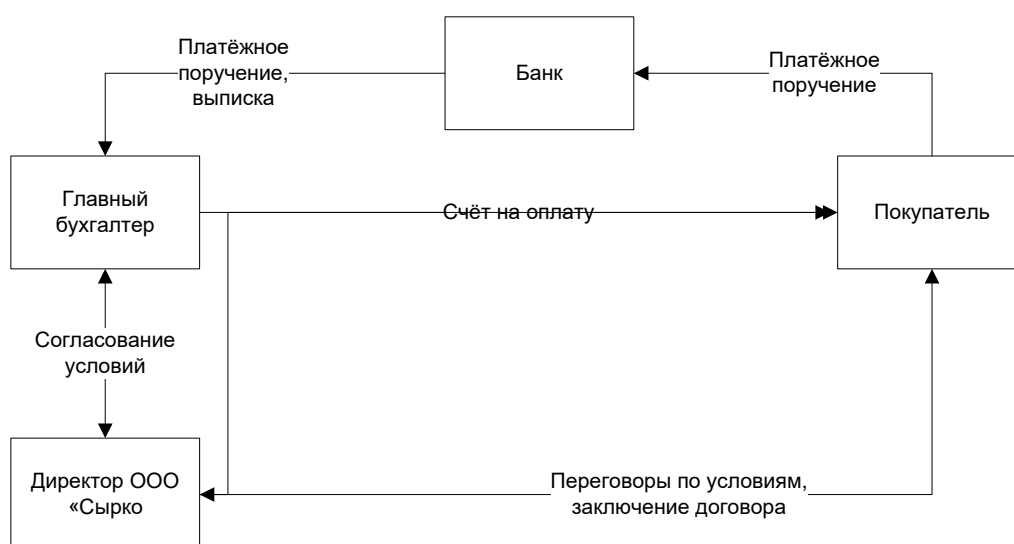 Платёжное
поручение,
выписка
Банк
Платёжное
поручение
Главный
бухгалтер
Счёт на оплату
Покупатель
Согласование
условий
Директор ООО
«Сырко
Переговоры по условиям,
заключение договора